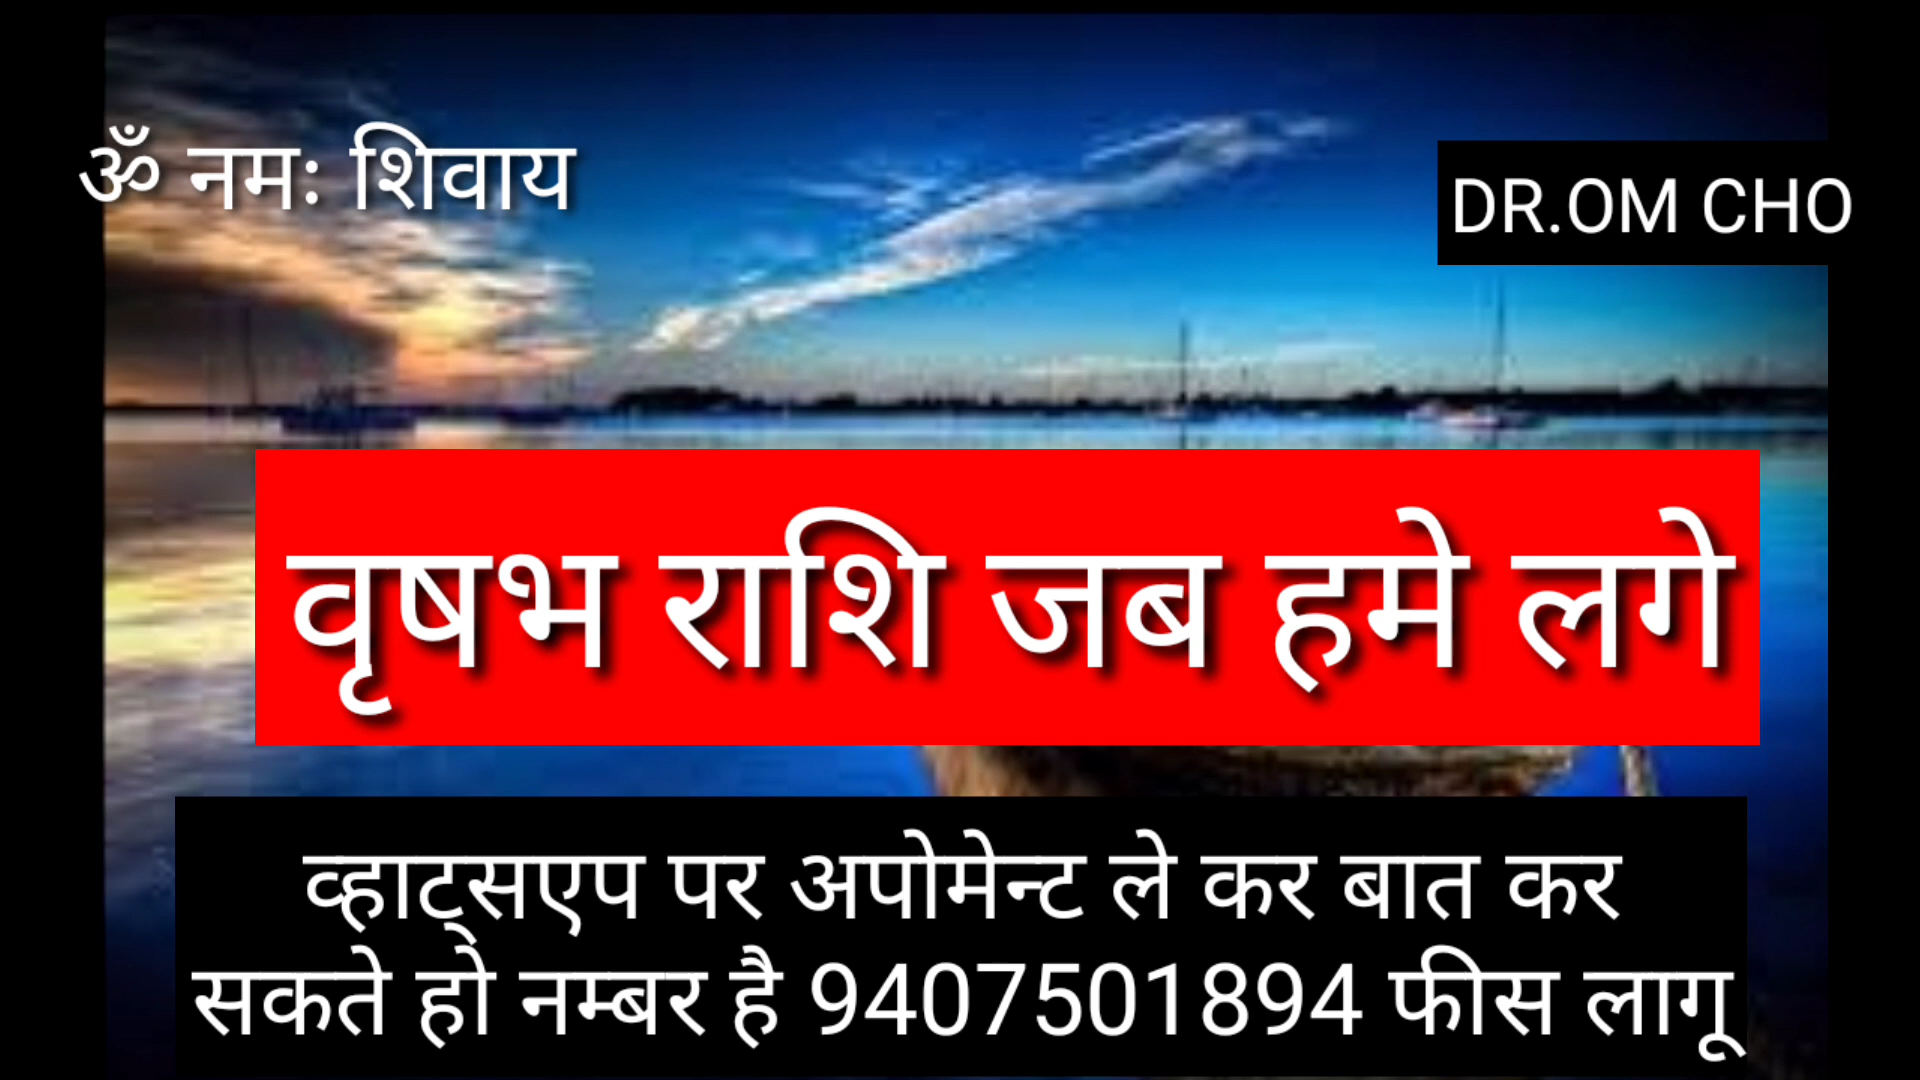 ॐ नमः शिवाय
DR.OM CHO
वृषभ राशि जब हमे लगे
व्हाट्सएप पर अपोमेन्ट ले कर बात कर
सकते हो नम्बर है 9407501894 फीस लागू